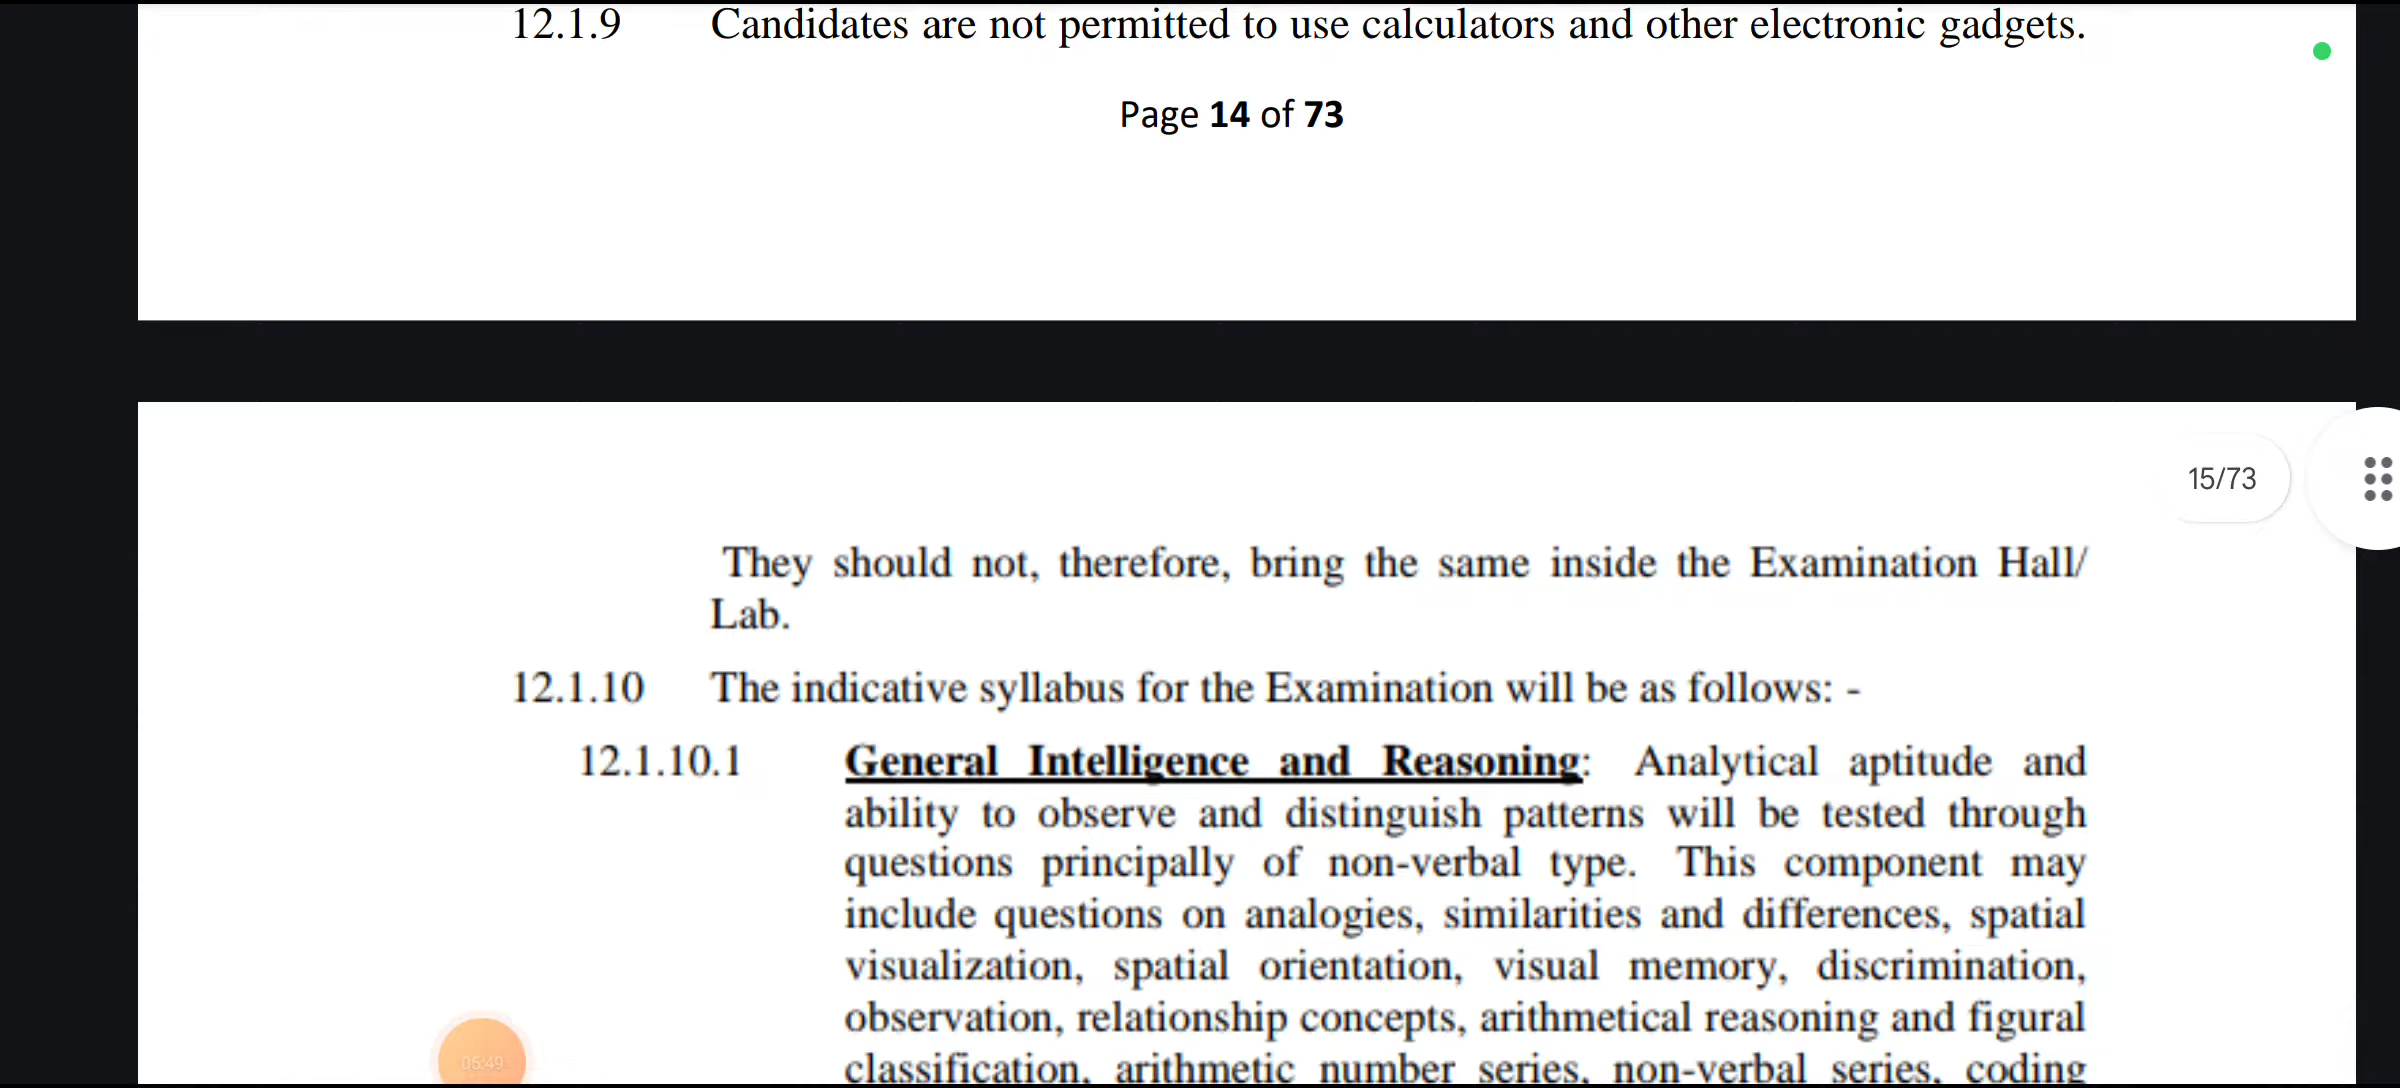 12.1.9 Candidates are not permitted to use calculators and other electronic gadgets.
Page 14 of 73
15/73
They should not, therefore, bring the same inside the Examination Hall/
Lab.
12.1.10 The indicative syllabus for the Examination will be as follows: -
12.1.10.1 General Intelligence and Reasoning: Analytical aptitude and
ability to observe and distinguish patterns will be tested through
questions principally of non-verbal type. This component may
include questions on analogies, similarities and differences, spatial
visualization, spatial orientation, visual memory, discrimination,
observation, relationship concepts, arithmetical reasoning and figural
classification, arithmetic number series, non-verbal series, coding
05:49